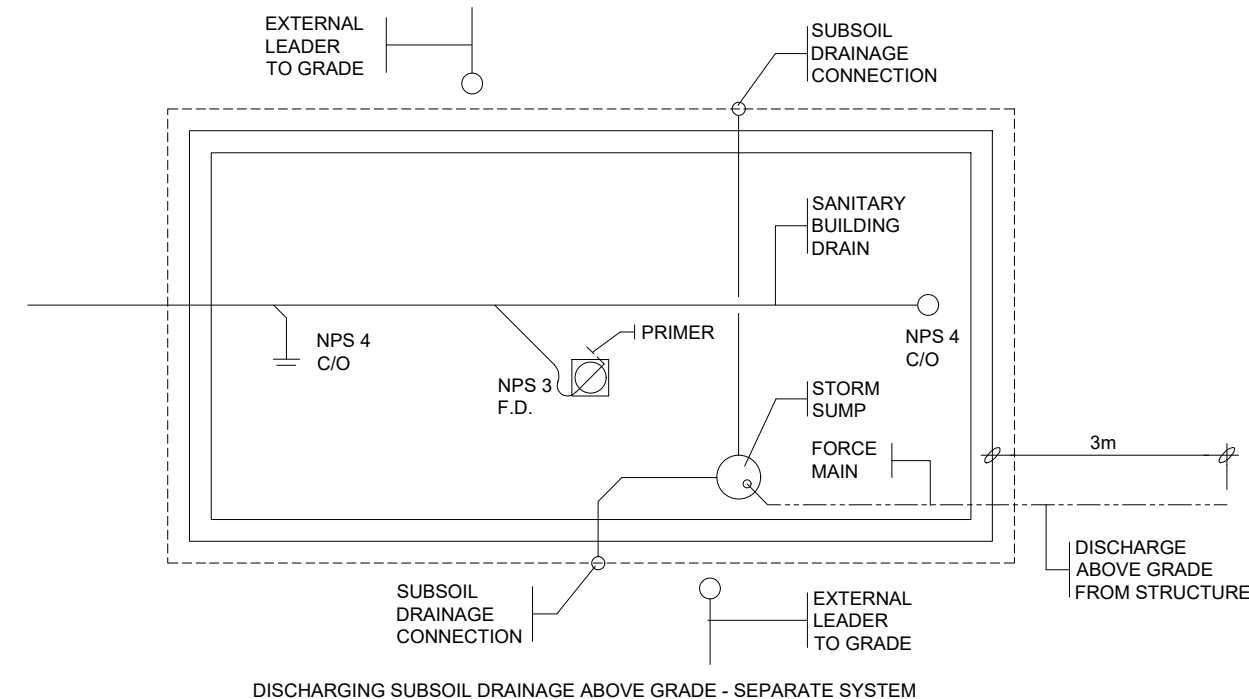 EXTERNAL
LEADER
TO GRADE
SUBSOIL
DRAINAGE
CONNECTION
SANITARY
BUILDING
DRAIN
NPS 4
C/O
PRIMER
NPS 3
F.D.
NPS 4
C/O
STORM
SUMP
FORCE
MAIN
3m
DISCHARGE
ABOVE GRADE
FROM STRUCTURE
SUBSOIL
DRAINAGE
CONNECTION
EXTERNAL
LEADER
TO GRADE
DISCHARGING SUBSOIL DRAINAGE ABOVE GRADE - SEPARATE SYSTEM